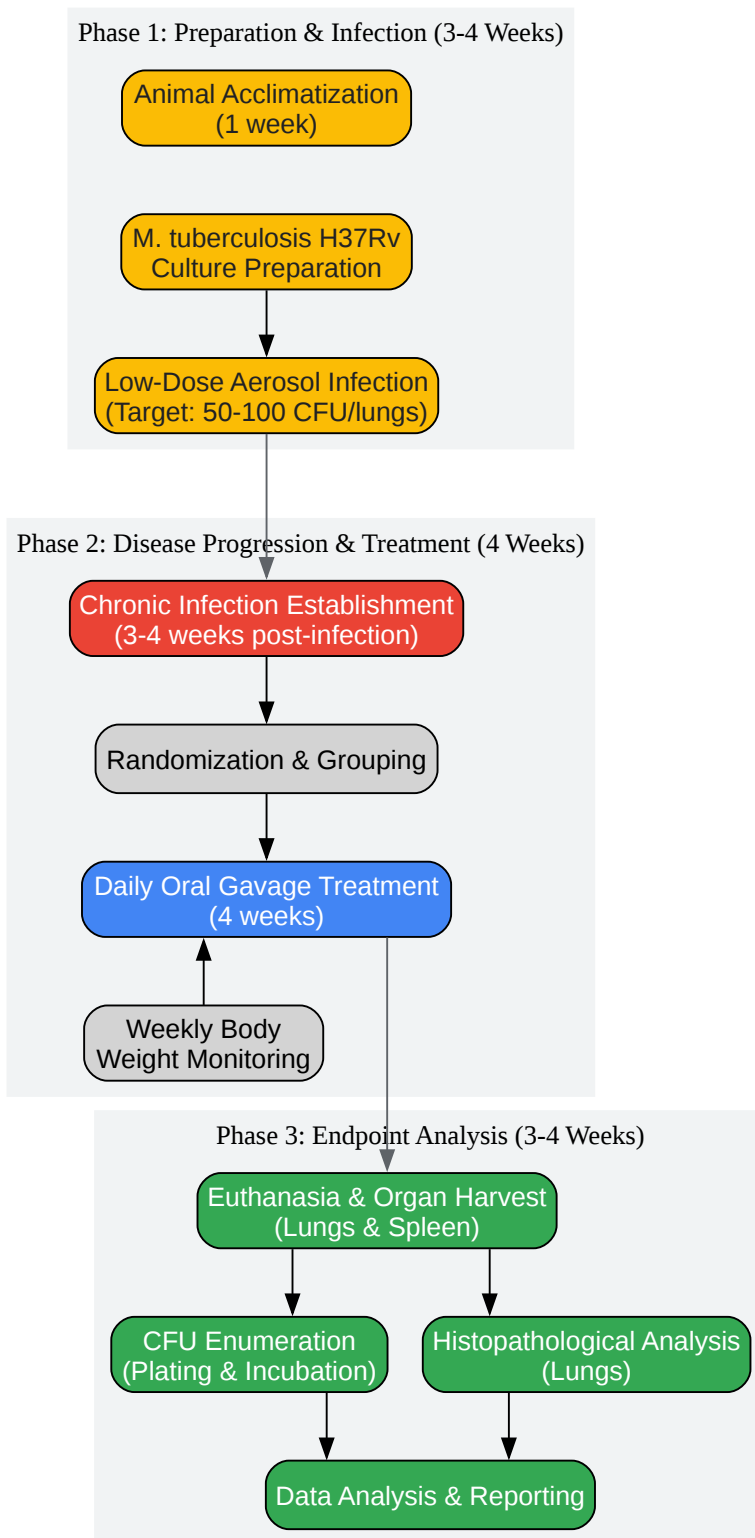 Phase 1: Preparation & Infection (3-4 Weeks)
Animal Acclimatization
(1 week)
M. tuberculosis H37Rv
Culture Preparation
Low-Dose Aerosol Infection
(Target: 50-100 CFU/lungs)
Phase 2: Disease Progression & Treatment (4 Weeks)
Chronic Infection Establishment
(3-4 weeks post-infection)
Randomization & Grouping
Daily Oral Gavage Treatment
(4 weeks)
Weekly Body
Weight Monitoring
Phase 3: Endpoint Analysis (3-4 Weeks)
Euthanasia & Organ Harvest
(Lungs & Spleen)
CFU Enumeration
(Plating & Incubation)
Histopathological Analysis
(Lungs)
Data Analysis & Reporting